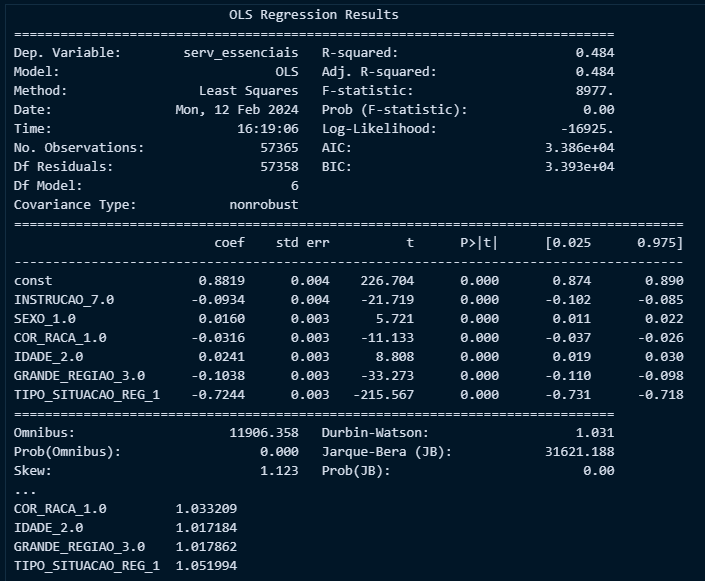 OLS Regression Results
==============================================================================
Dep. Variable: serv_essenciais R-squared: 0.484
Model: OLS Adj. R-squared: 0.484
Method: Least Squares F-statistic: 8977.
Date: Mon, 12 Feb 2024 Prob (F-statistic): 0.00
Time: 16:19:06 Log-Likelihood: -16925.
No. Observations: 57365 AIC: 3.386e+04
Df Residuals: 57358 BIC: 3.393e+04
Df Model: 6
Covariance Type: nonrobust
=======================================================================================
coef std err t P>|t| [0.025 0.975]
---------------------------------------------------------------------------------------
const 0.8819 0.004 226.704 0.000 0.874 0.890
INSTRUCAO_7.0 -0.0934 0.004 -21.719 0.000 -0.102 -0.085
SEXO_1.0 0.0160 0.003 5.721 0.000 0.011 0.022
COR_RACA_1.0 -0.0316 0.003 -11.133 0.000 -0.037 -0.026
IDADE_2.0 0.0241 0.003 8.808 0.000 0.019 0.030
GRANDE_REGIAO_3.0 -0.1038 0.003 -33.273 0.000 -0.110 -0.098
TIPO_SITUACAO_REG_1 -0.7244 0.003 -215.567 0.000 -0.731 -0.718
==============================================================================
Omnibus: 11906.358 Durbin-Watson: 1.031
Prob(Omnibus): 0.000 Jarque-Bera (JB): 31621.188
Skew: 1.123 Prob(JB): 0.00
...
COR_RACA_1.0 1.033209
IDADE_2.0 1.017184
GRANDE_REGIAO_3.0 1.017862
TIPO_SITUACAO_REG_1 1.051994